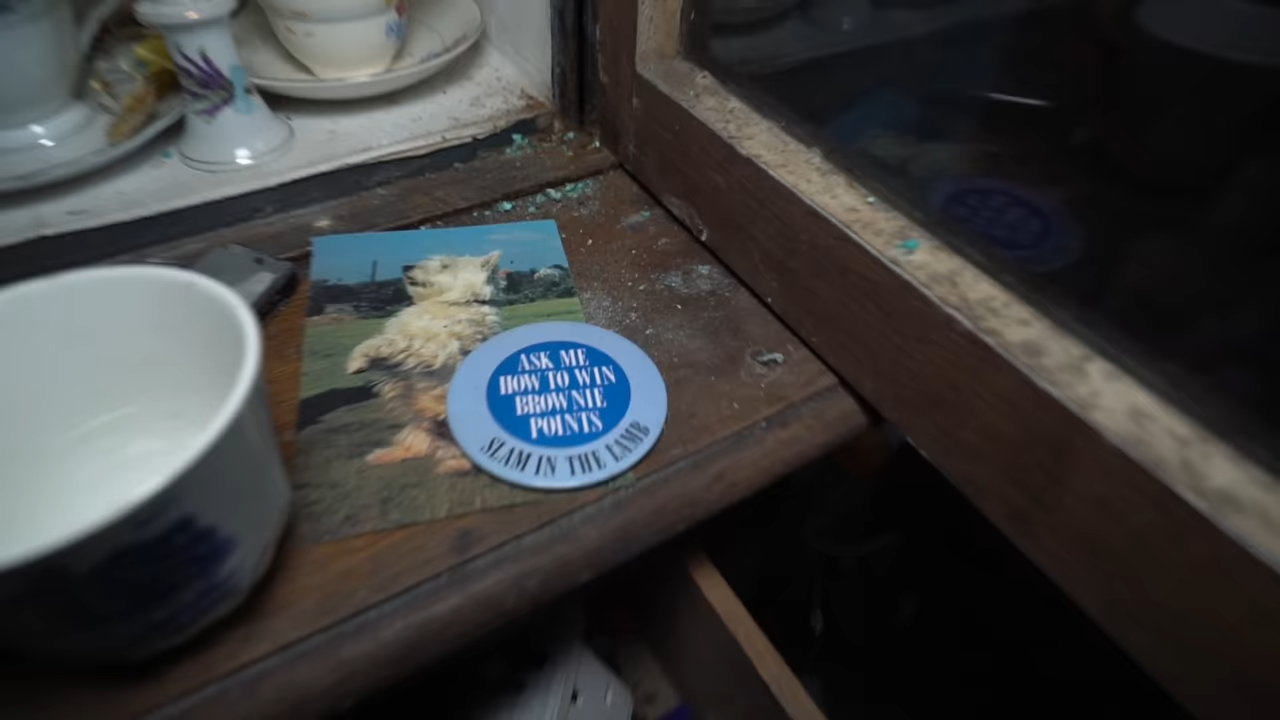 ASK ME
HOW TO WIN
BROWNIE
POINTS
SLAM IN THE LAMB